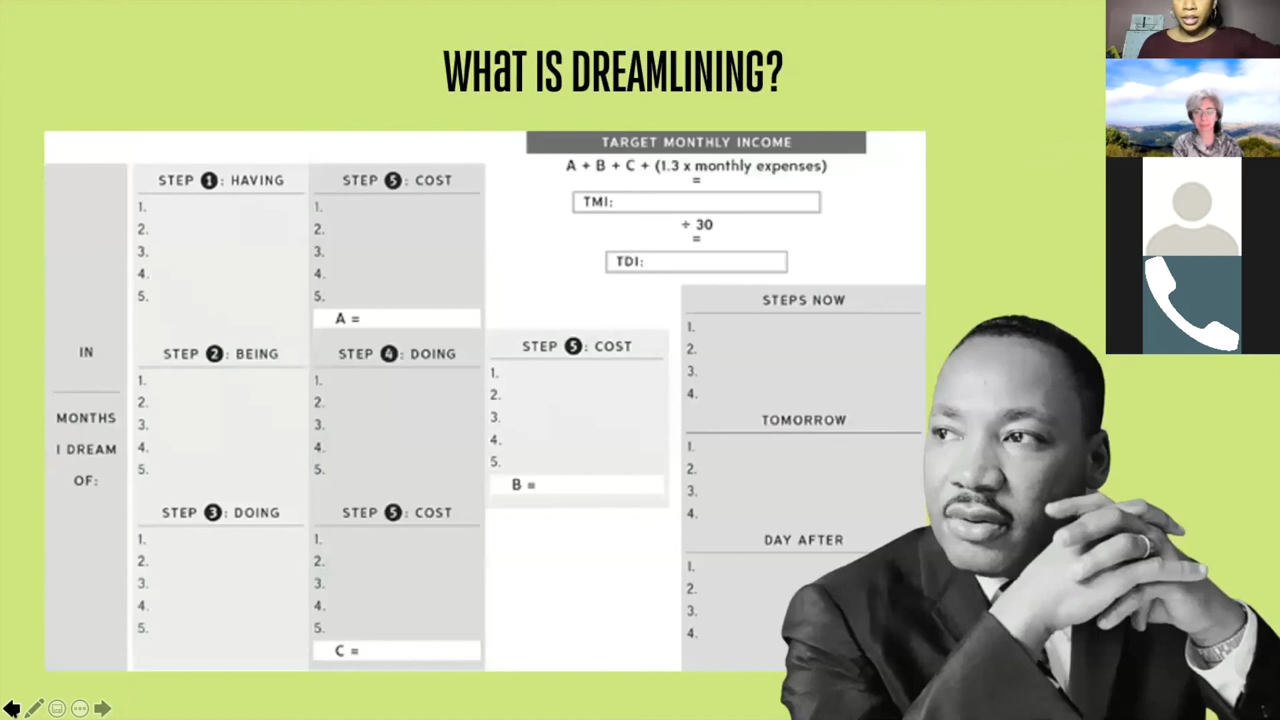 WHAT IS DREAMLINING?
TARGET MONTHLY INCOME
A + B + C + (1.3 x monthly expenses)
=
TMI:
÷ 30
=
TDI:
IN
MONTHS
I DREAM
OF:
STEP 1: HAVING
1.
2.
3.
4.
5.
STEP 5: COST
1.
2.
3.
4.
5.
A =
STEP 2: BEING
1.
2.
3.
4.
5.
STEP 4: DOING
1.
2.
3.
4.
5.
STEP 5: COST
1.
2.
3.
4.
5.
B =
STEP 3: DOING
1.
2.
3.
4.
5.
STEP 5: COST
1.
2.
3.
4.
5.
C =
STEPS NOW
1.
2.
3.
4.
TOMORROW
1.
2.
3.
4.
DAY AFTER
1.
2.
3.
4.